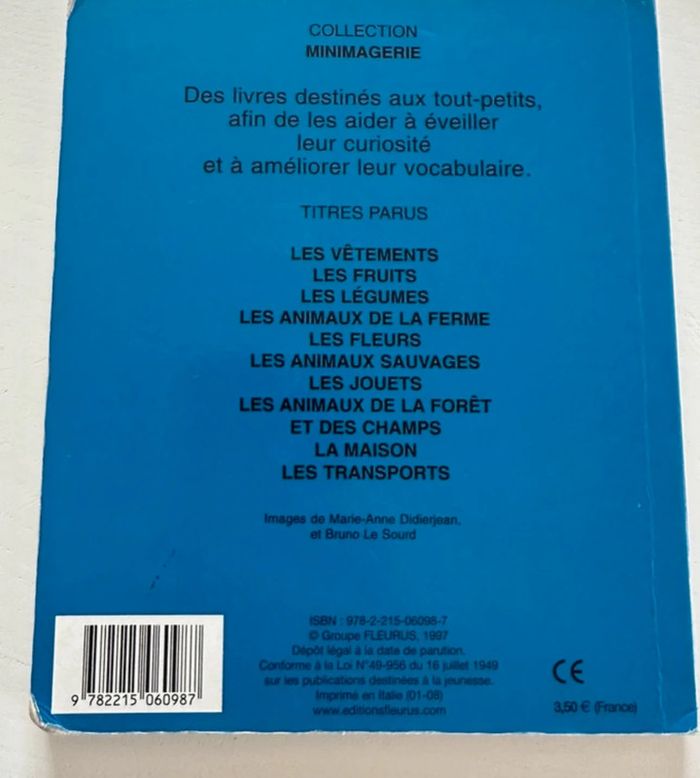 COLLECTION
MINIMAGERIE
Des livres destinés aux tout-petits,
afin de les aider à éveiller
leur curiosité
et à améliorer leur vocabulaire.
TITRES PARUS
LES VÊTEMENTS
LES FRUITS
LES LÉGUMES
LES ANIMAUX DE LA FERME
LES FLEURS
LES ANIMAUX SAUVAGES
LES JOUETS
LES ANIMAUX DE LA FORÊT
ET DES CHAMPS
LA MAISON
LES TRANSPORTS
Images de Marie-Anne Didierjean.
et Bruno Le Sourd
ISBN : 978-2-215-06098-7
© Groupe FLEURUS, 1997
Dépôt légal à la date de parution.
Conforme à la Loi N°49-956 du 16 juillet 1949
sur les publications destinées à la jeunesse.
Imprimé en Italie (01-08)
www.editionsfleurus.com
9 782215 060987
CE
3,50 € (France)